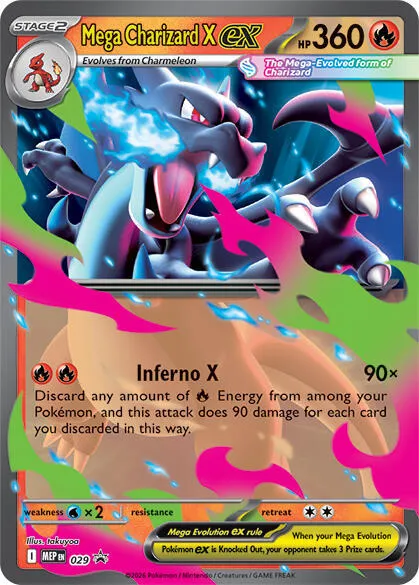 STAGE2 Mega Charizard X ex HP 360
Evolves from Charmeleon
The Mega-Evolved form of
Charizard
Inferno X 90×
Discard any amount of Energy from among your
Pokémon, and this attack does 90 damage for each card
you discarded in this way.
weakness ×2 resistance retreat
Illus. takuyoa
Mega Evolution ex rule
When your Mega Evolution
Pokémon ex is Knocked Out, your opponent takes 3 Prize cards.
I MEP EN 029
©2026 Pokémon / Nintendo / Creatures / GAME FREAK